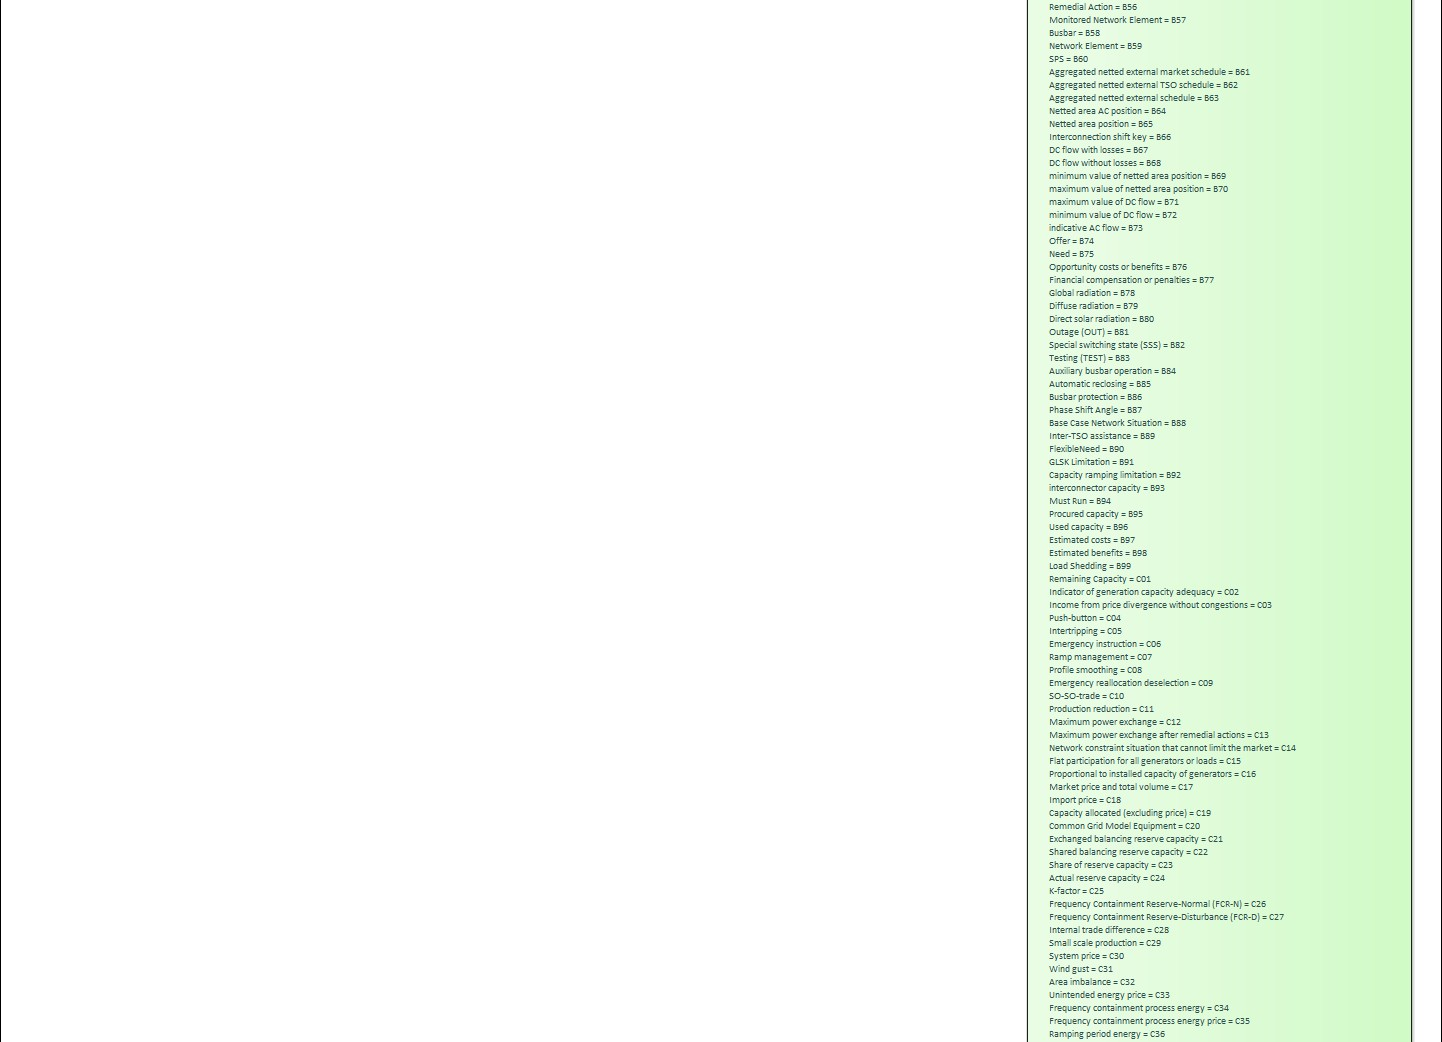 Remedial Action = B56
Monitored Network Element = B57
Busbar = B58
Network Element = B59
SPS = B60
Aggregated netted external market schedule = B61
Aggregated netted external TSO schedule = B62
Aggregated netted external schedule = B63
Netted area AC position = B64
Netted area position = B65
Interconnection shift key = B66
DC flow with losses = B67
DC flow without losses = B68
minimum value of netted area position = B69
maximum value of netted area position = B70
maximum value of DC flow = B71
minimum value of DC flow = B72
indicative AC flow = B73
Offer = B74
Need = B75
Opportunity costs or benefits = B76
Financial compensation or penalties = B77
Global radiation = B78
Diffuse radiation = B79
Direct solar radiation = B80
Outage (OUT) = B81
Special switching state (SSS) = B82
Testing (TEST) = B83
Auxiliary busbar operation = B84
Automatic reclosing = B85
Busbar protection = B86
Phase Shift Angle = B87
Base Case Network Situation = B88
Inter-TSO assistance = B89
FlexibleNeed = B90
GLSK Limitation = B91
Capacity ramping limitation = B92
interconnector capacity = B93
Must Run = B94
Procured capacity = B95
Used capacity = B96
Estimated costs = B97
Estimated benefits = B98
Load Shedding = B99
Remaining Capacity = C01
Indicator of generation capacity adequacy = C02
Income from price divergence without congestions = C03
Push-button = C04
Intertripping = C05
Emergency instruction = C06
Ramp management = C07
Profile smoothing = C08
Emergency reallocation deselection = C09
SO-SO-trade = C10
Production reduction = C11
Maximum power exchange = C12
Maximum power exchange after remedial actions = C13
Network constraint situation that cannot limit the market = C14
Flat participation for all generators or loads = C15
Proportional to installed capacity of generators = C16
Market price and total volume = C17
Import price = C18
Capacity allocated (excluding price) = C19
Common Grid Model Equipment = C20
Exchanged balancing reserve capacity = C21
Shared balancing reserve capacity = C22
Share of reserve capacity = C23
Actual reserve capacity = C24
K-factor = C25
Frequency Containment Reserve-Normal (FCR-N) = C26
Frequency Containment Reserve-Disturbance (FCR-D) = C27
Internal trade difference = C28
Small scale production = C29
System price = C30
Wind gust = C31
Area imbalance = C32
Unintended energy price = C33
Frequency containment process energy = C34
Frequency containment process energy price = C35
Ramping period energy = C36